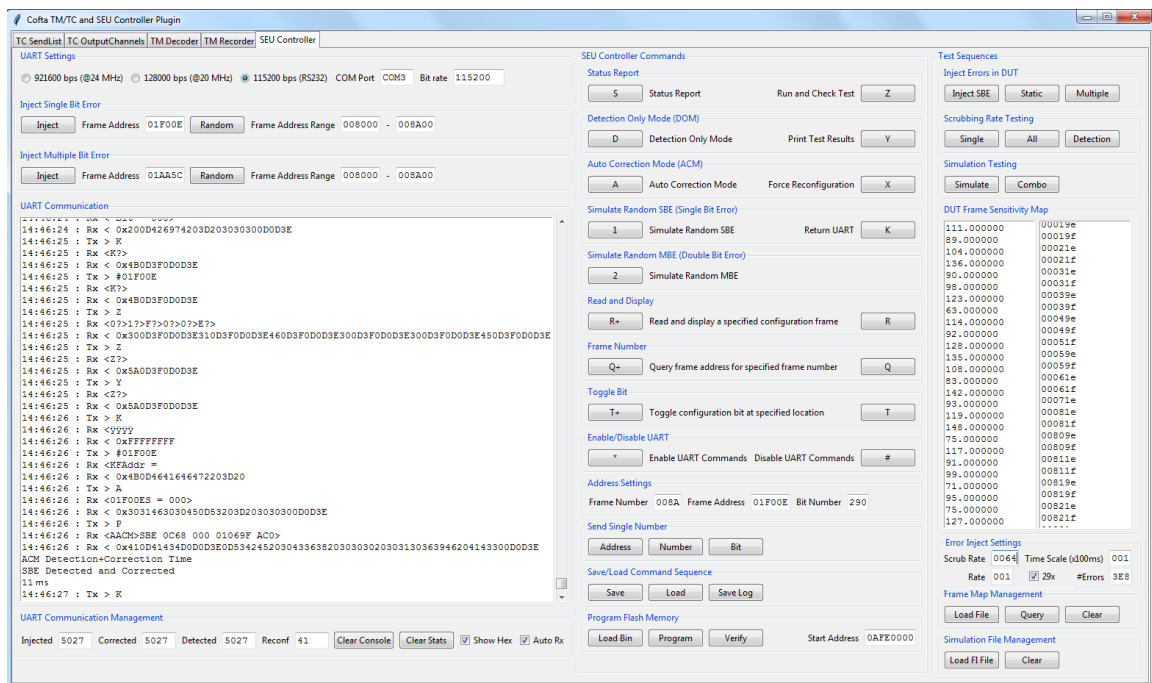 Cofta TM/TC and SEU Controller Plugin
TC SendList TC OutputChannels TM Decoder TM Recorder SEU Controller
UART Settings
921600 bps (@24 MHz) 128000 bps (@20 MHz) 115200 bps (RS232) COM Port COM3 Bit rate 115200
Inject Single Bit Error
Inject Frame Address 01F00E Random Frame Address Range 008000 - 008A00
Inject Multiple Bit Error
Inject Frame Address 01AA5C Random Frame Address Range 008000 - 008A00
UART Communication
14:46:24 : Rx < 0x200D426974203D203030300D0D3E
14:46:25 : Tx > K
14:46:25 : Rx <K?>
14:46:25 : Rx < 0x4B0D3F0D0D3E
14:46:25 : Tx > #01F00E
14:46:25 : Rx <K?>
14:46:25 : Rx < 0x4B0D3F0D0D3E
14:46:25 : Tx > Z
14:46:25 : Rx <0?>1?>F?>0?>0?>E?>
14:46:25 : Rx < 0x300D3F0D0D3E310D3F0D0D3E460D3F0D0D3E300D3F0D0D3E300D3F0D0D3E450D3F0D0D3E
14:46:25 : Tx > Z
14:46:25 : Rx <Z?>
14:46:25 : Rx < 0x5A0D3F0D0D3E
14:46:25 : Tx > Y
14:46:25 : Rx <Z?>
14:46:25 : Rx < 0x5A0D3F0D0D3E
14:46:26 : Tx > K
14:46:26 : Rx <ÿÿÿÿ
14:46:26 : Rx < 0xFFFFFFFF
14:46:26 : Tx > #01F00E
14:46:26 : Rx <KFAddr =
14:46:26 : Rx < 0x4B0D4641646472203D20
14:46:26 : Tx > A
14:46:26 : Rx <01F00ES = 000>
14:46:26 : Rx < 0x3031463030450D53203D203030300D0D3E
14:46:26 : Tx > P
14:46:26 : Rx <AACM>SBE 0C68 000 01069F AC0>
14:46:26 : Rx < 0x410D41434D0D0D3E0D534245203043363820303030203031303639462041433​00D0D3E
ACM Detection+Correction Time
SBE Detected and Corrected
11 ms
14:46:27 : Tx > K
UART Communication Management
Injected 5027 Corrected 5027 Detected 5027 Reconf 41 Clear Console Clear Stats Show Hex Auto Rx
SEU Controller Commands
Status Report
S Status Report Run and Check Test Z
Detection Only Mode (DOM)
D Detection Only Mode Print Test Results Y
Auto Correction Mode (ACM)
A Auto Correction Mode Force Reconfiguration X
Simulate Random SBE (Single Bit Error)
1 Simulate Random SBE Return UART K
Simulate Random MBE (Double Bit Error)
2 Simulate Random MBE
Read and Display
R+ Read and display a specified configuration frame R
Frame Number
Q+ Query frame address for specified frame number Q
Toggle Bit
T+ Toggle configuration bit at specified location T
Enable/Disable UART
* Enable UART Commands Disable UART Commands #
Address Settings
Frame Number 008A Frame Address 01F00E Bit Number 290
Send Single Number
Address Number Bit
Save/Load Command Sequence
Save Load Save Log
Program Flash Memory
Load Bin Program Verify Start Address 0AFE0000
Test Sequences
Inject Errors in DUT
Inject SBE Static Multiple
Scrubbing Rate Testing
Single All Detection
Simulation Testing
Simulate Combo
DUT Frame Sensitivity Map
111.000000 00019e
89.000000 00019f
104.000000 00021e
136.000000 00021f
90.000000 00031e
98.000000 00031f
123.000000 00039e
63.000000 00039f
114.000000 00049e
92.000000 00049f
128.000000 00051f
135.000000 00059e
108.000000 00059f
83.000000 00061e
142.000000 00061f
93.000000 00071e
119.000000 00081e
148.000000 00081f
75.000000 00809e
117.000000 00809f
91.000000 00811e
99.000000 00811f
71.000000 00819e
95.000000 00819f
75.000000 00821e
127.000000 00821f
Error Inject Settings
Scrub Rate 0064 Time Scale (x100ms) 001
Rate 001 29x #Errors 3E8
Frame Map Management
Load File Query Clear
Simulation File Management
Load FI File Clear